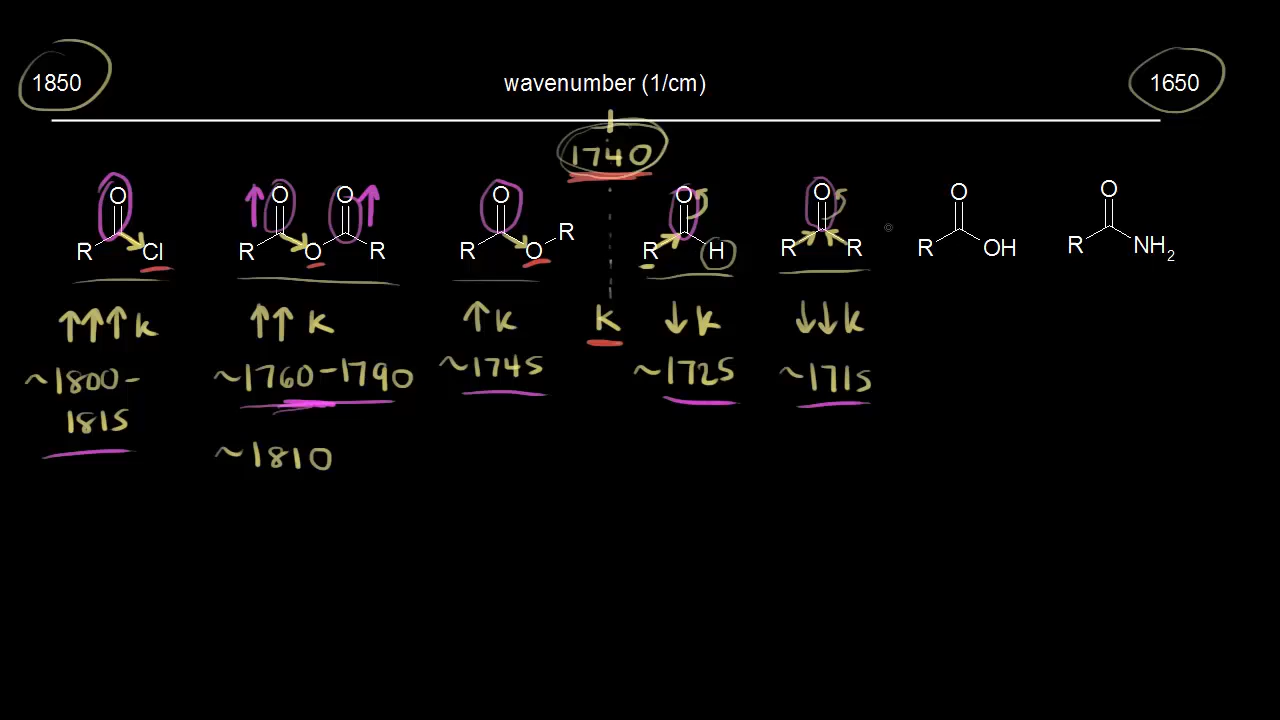 1850 wavenumber (1/cm) 1650
1740
O O O O O O O O
R Cl R O R R O R R H R R R OH R NH2
↑↑↑k ↑↑k ↑k k ↓k ↓↓k
~1800- ~1760-1790 ~1745 ~1725 ~1715
1815
~1810